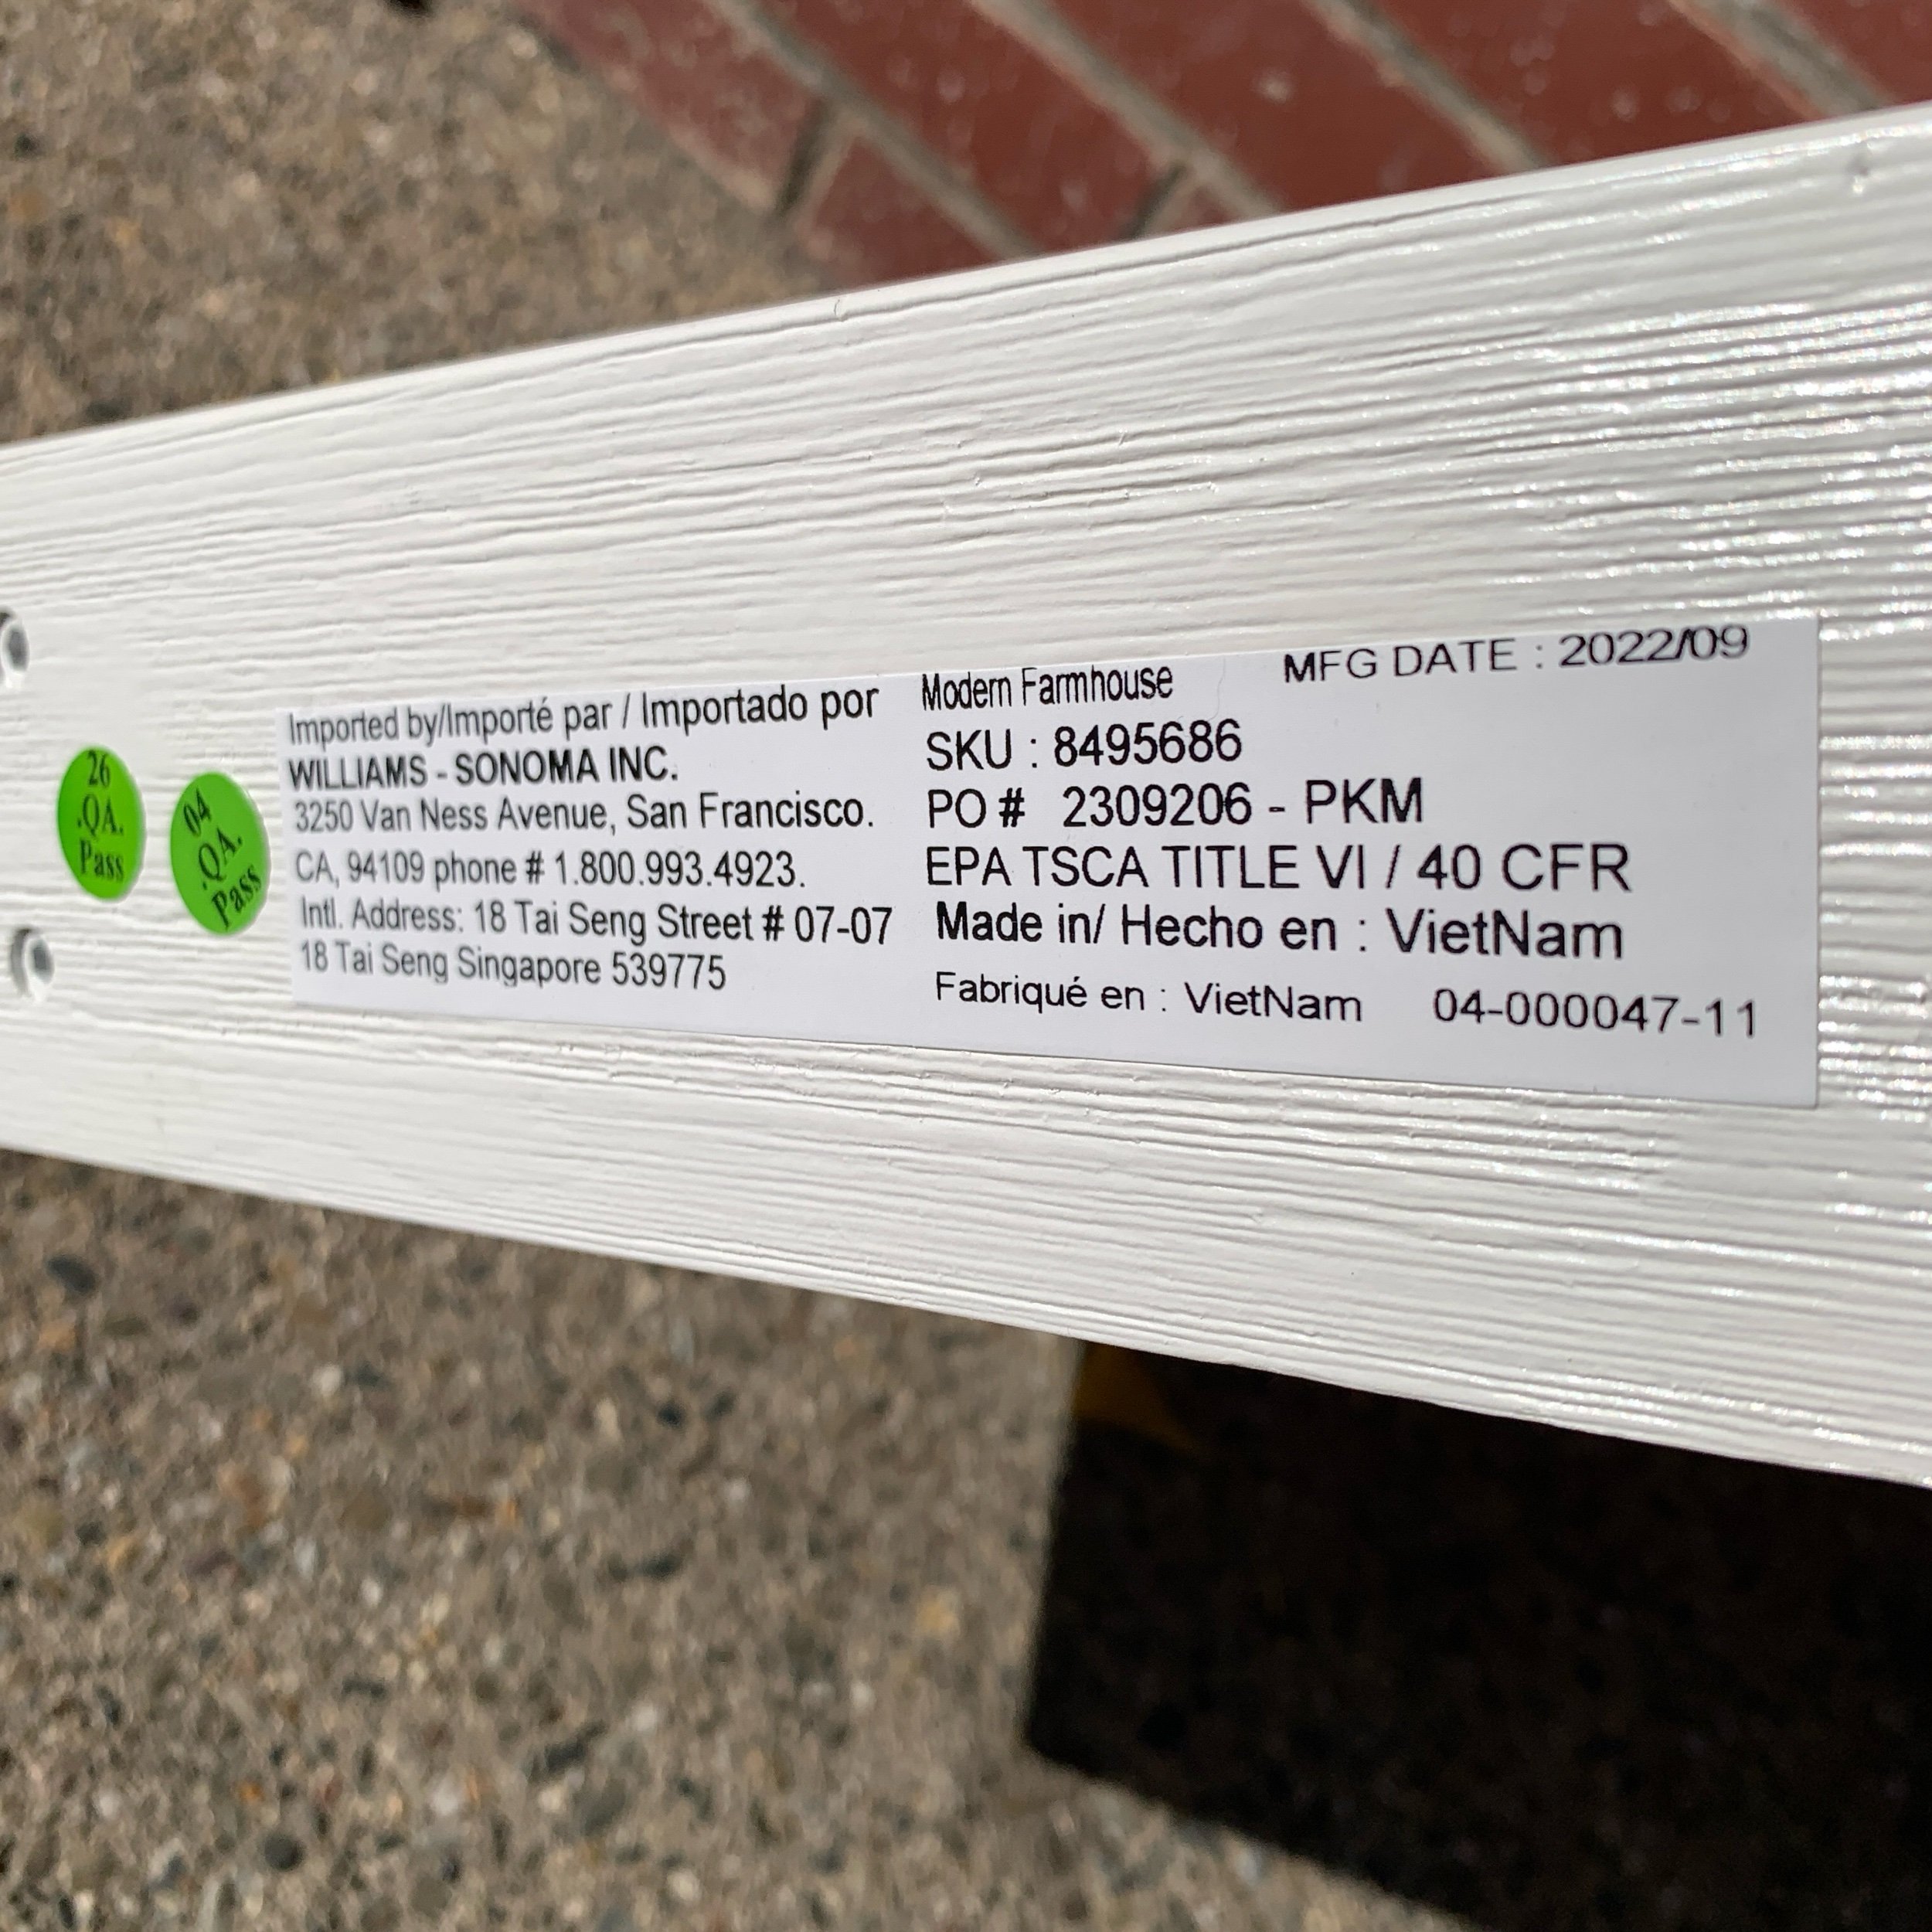 26
.QA.
Pass
04
.QA.
Pass
Imported by/Importé par / Importado por
WILLIAMS - SONOMA INC.
3250 Van Ness Avenue, San Francisco.
CA, 94109 phone # 1.800.993.4923.
Intl. Address: 18 Tai Seng Street # 07-07
18 Tai Seng Singapore 539775
Modern Farmhouse
MFG DATE : 2022/09
SKU : 8495686
PO # 2309206 - PKM
EPA TSCA TITLE VI / 40 CFR
Made in/ Hecho en : VietNam
Fabriqué en : VietNam 04-000047-11